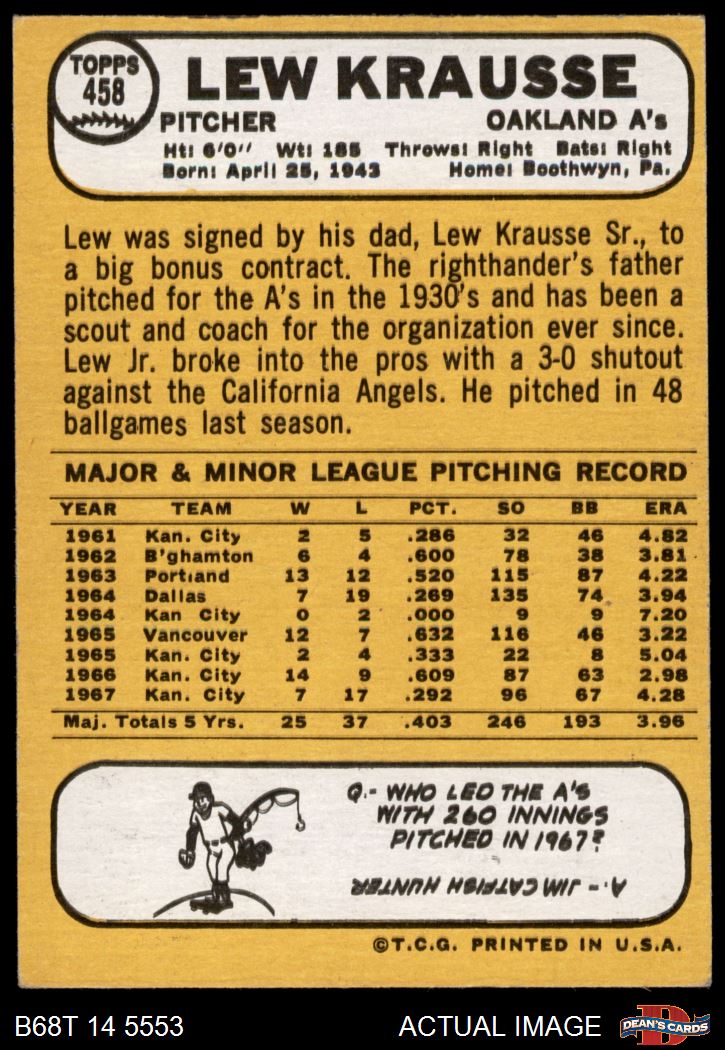 TOPPS
458
LEW KRAUSSE
PITCHER OAKLAND A's
Ht: 6'0'' Wt: 185 Throws: Right Bats: Right
Born: April 25, 1943 Home: Boothwyn, Pa.
Lew was signed by his dad, Lew Krausse Sr., to
a big bonus contract. The righthander's father
pitched for the A's in the 1930's and has been a
scout and coach for the organization ever since.
Lew Jr. broke into the pros with a 3-0 shutout
against the California Angels. He pitched in 48
ballgames last season.
MAJOR & MINOR LEAGUE PITCHING RECORD
YEAR TEAM W L PCT. SO BB ERA
1961 Kan. City 2 5 .286 32 46 4.82
1962 B'ghamton 6 4 .600 78 38 3.81
1963 Portland 13 12 .520 115 87 4.22
1964 Dallas 7 19 .269 135 74 3.94
1964 Kan City 0 2 .000 9 9 7.20
1965 Vancouver 12 7 .632 116 46 3.22
1965 Kan. City 2 4 .333 22 8 5.04
1966 Kan. City 14 9 .609 87 63 2.98
1967 Kan. City 7 17 .292 96 67 4.28
Maj. Totals 5 Yrs. 25 37 .403 246 193 3.96
Q.- WHO LED THE A's
WITH 260 INNINGS
PITCHED IN 1967?
A.- JIM CATFISH HUNTER
©T.C.G. PRINTED IN U.S.A.
B68T 14 5553 ACTUAL IMAGE
D
DEAN'S CARDS